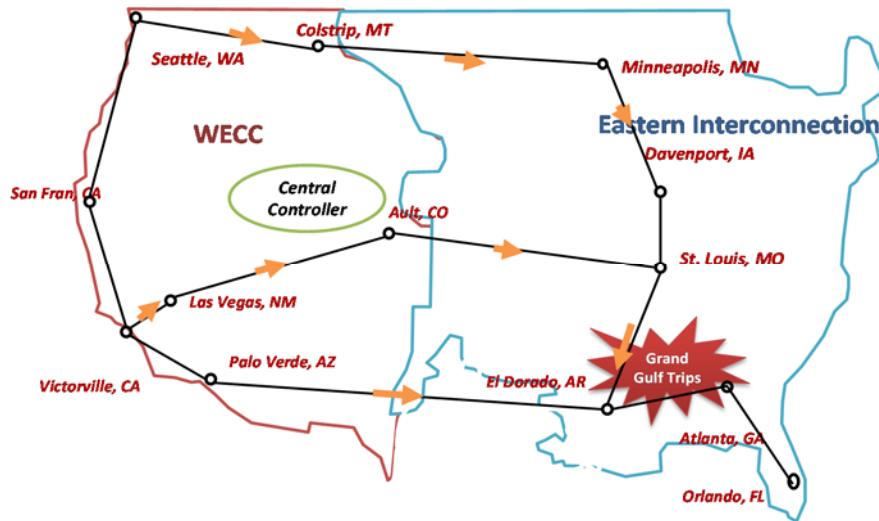 Colstrip, MT
Seattle, WA
Minneapolis, MN
WECC
Eastern Interconnection
Davenport, IA
Central
Controller
San Fran, CA
Ault, CO
St. Louis, MO
Las Vegas, NM
Palo Verde, AZ
Grand
Gulf Trips
Victorville, CA
El Dorado, AR
Atlanta, GA
Orlando, FL